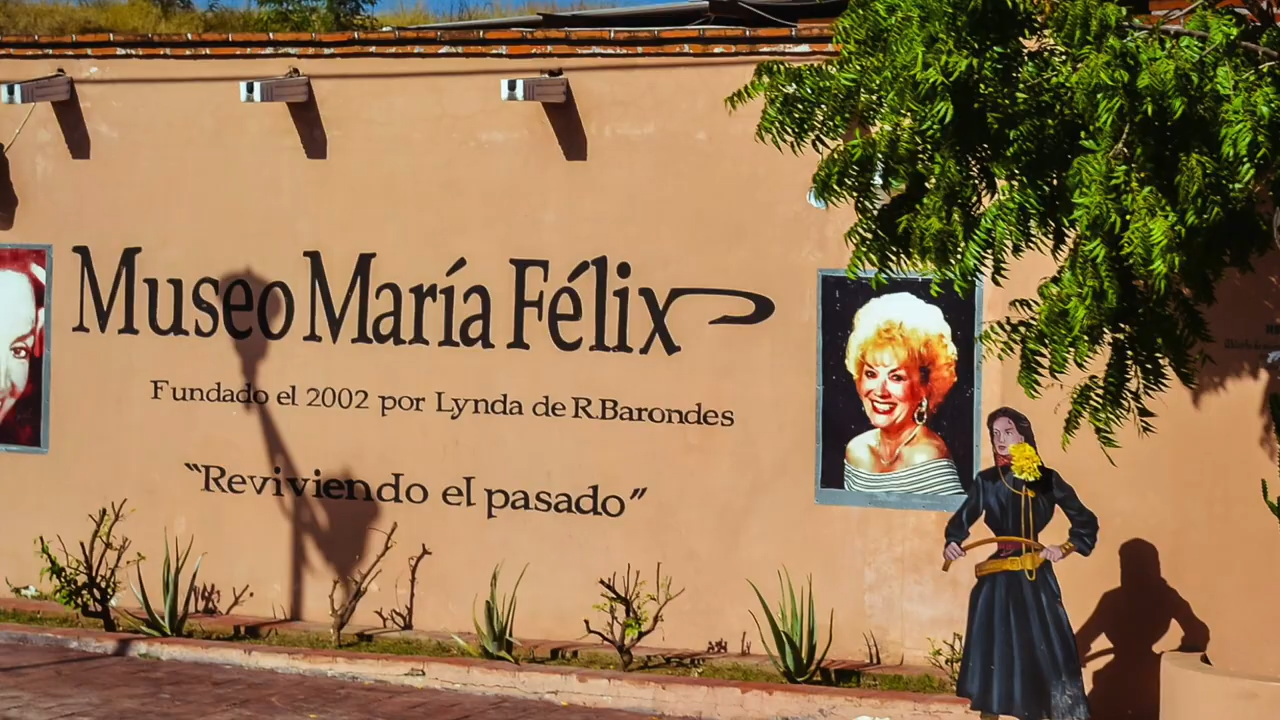 Museo María Félix
Fundado el 2002 por Lynda de R.Barondes
"Reviviendo el pasado"